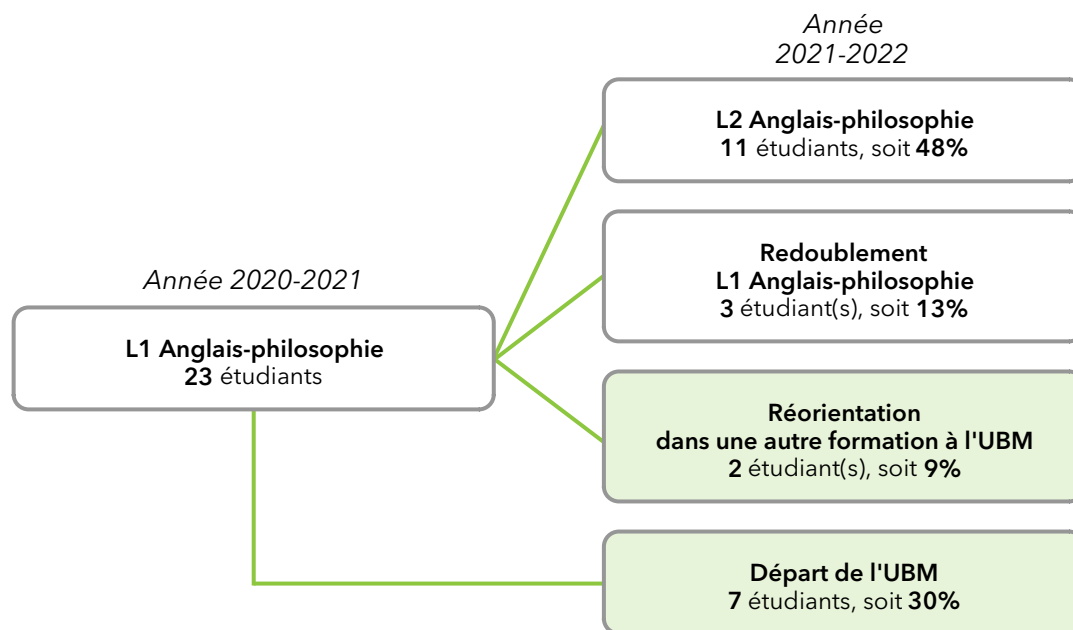 Année
2021-2022
L2 Anglais-philosophie
11 étudiants, soit 48%
Redoublement
L1 Anglais-philosophie
3 étudiant(s), soit 13%
Année 2020-2021
L1 Anglais-philosophie
23 étudiants
Réorientation
dans une autre formation à l'UBM
2 étudiant(s), soit 9%
Départ de l'UBM
7 étudiants, soit 30%